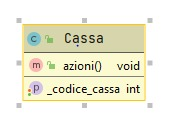 C Cassa
m azioni() void
p _codice_cassa int